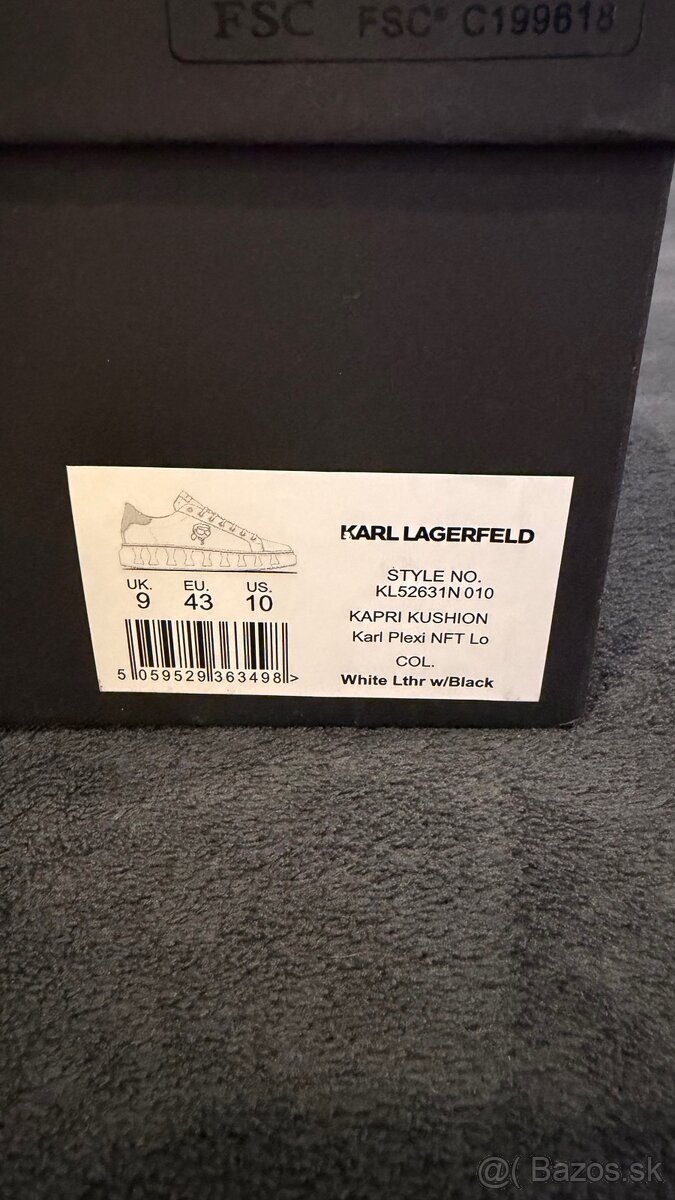 FSC FSC® C199618
KARL LAGERFELD
STYLE NO.
KL52631N 010
KAPRI KUSHION
Karl Plexi NFT Lo
COL.
White Lthr w/Black
UK. EU. US.
9 43 10
5 059529 363498 >
@( Bazos.sk